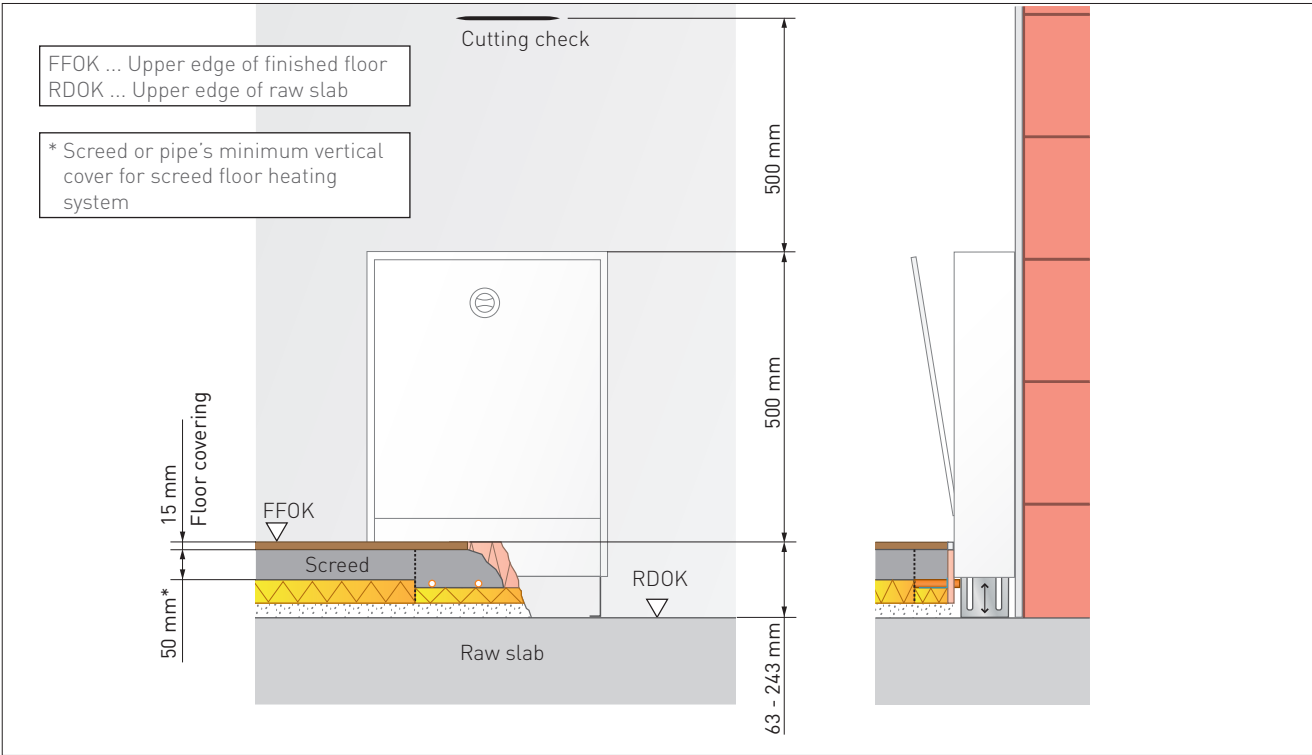 Cutting check
FFOK ... Upper edge of finished floor
RDOK ... Upper edge of raw slab
* Screed or pipe's minimum vertical
cover for screed floor heating
system
500 mm
500 mm
15 mm
Floor covering
FFOK
Screed
RDOK
50 mm*
Raw slab
63 - 243 mm